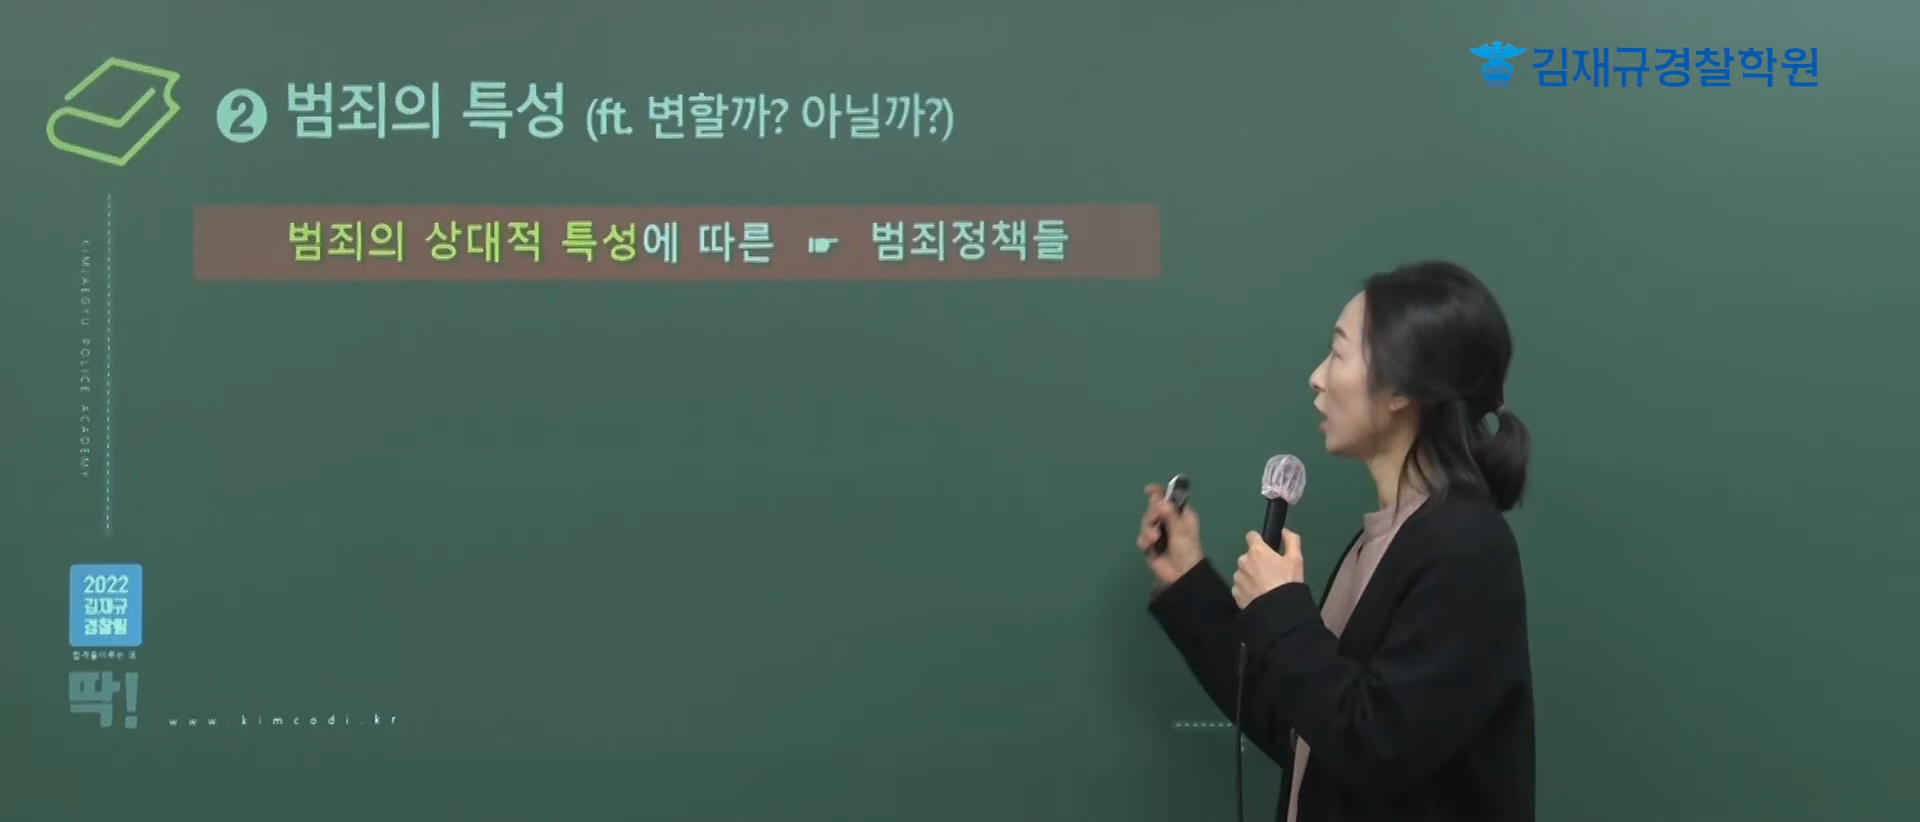 김재규경찰학원
❷ 범죄의 특성 (ft. 변할까? 아닐까?)
범죄의 상대적 특성에 따른 ☛ 범죄정책들
KIMJAEGYU POLICE ACADEMY
2022
김재규
경찰팀
딱!
www.kimcodi.kr